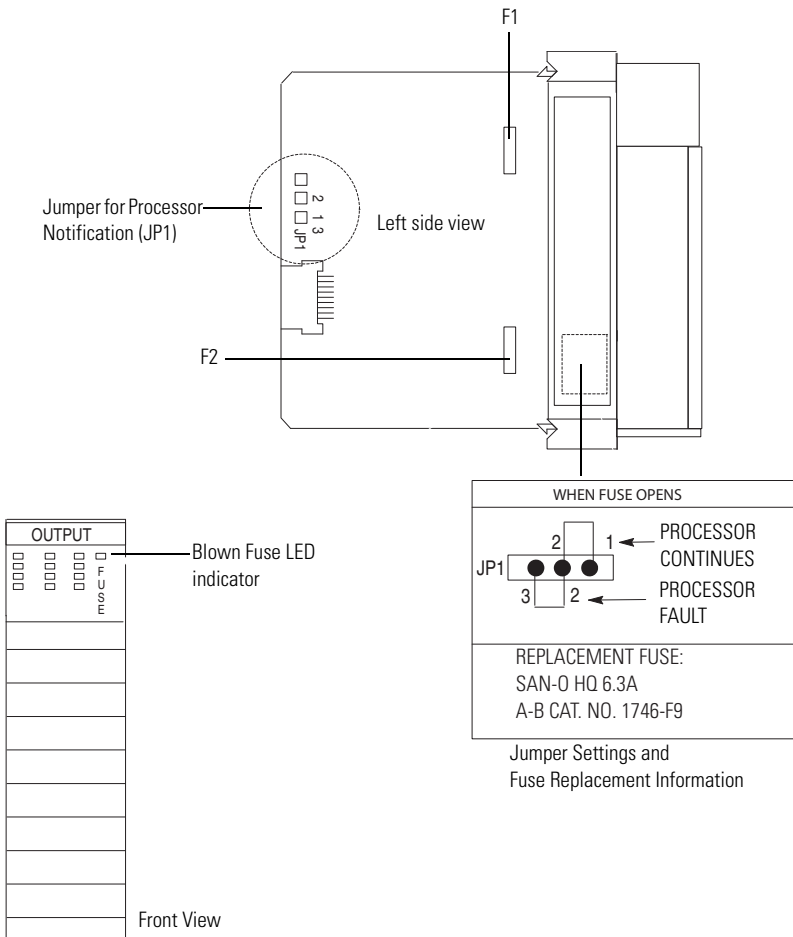 F1
Jumper for Processor
Notification (JP1)
2
1 3
JP1
Left side view
F2
WHEN FUSE OPENS
2 1
PROCESSOR
CONTINUES
JP1
3 2
PROCESSOR
FAULT
REPLACEMENT FUSE:
SAN-O HQ 6.3A
A-B CAT. NO. 1746-F9
Jumper Settings and
Fuse Replacement Information
OUTPUT
FUSE
Blown Fuse LED
indicator
Front View